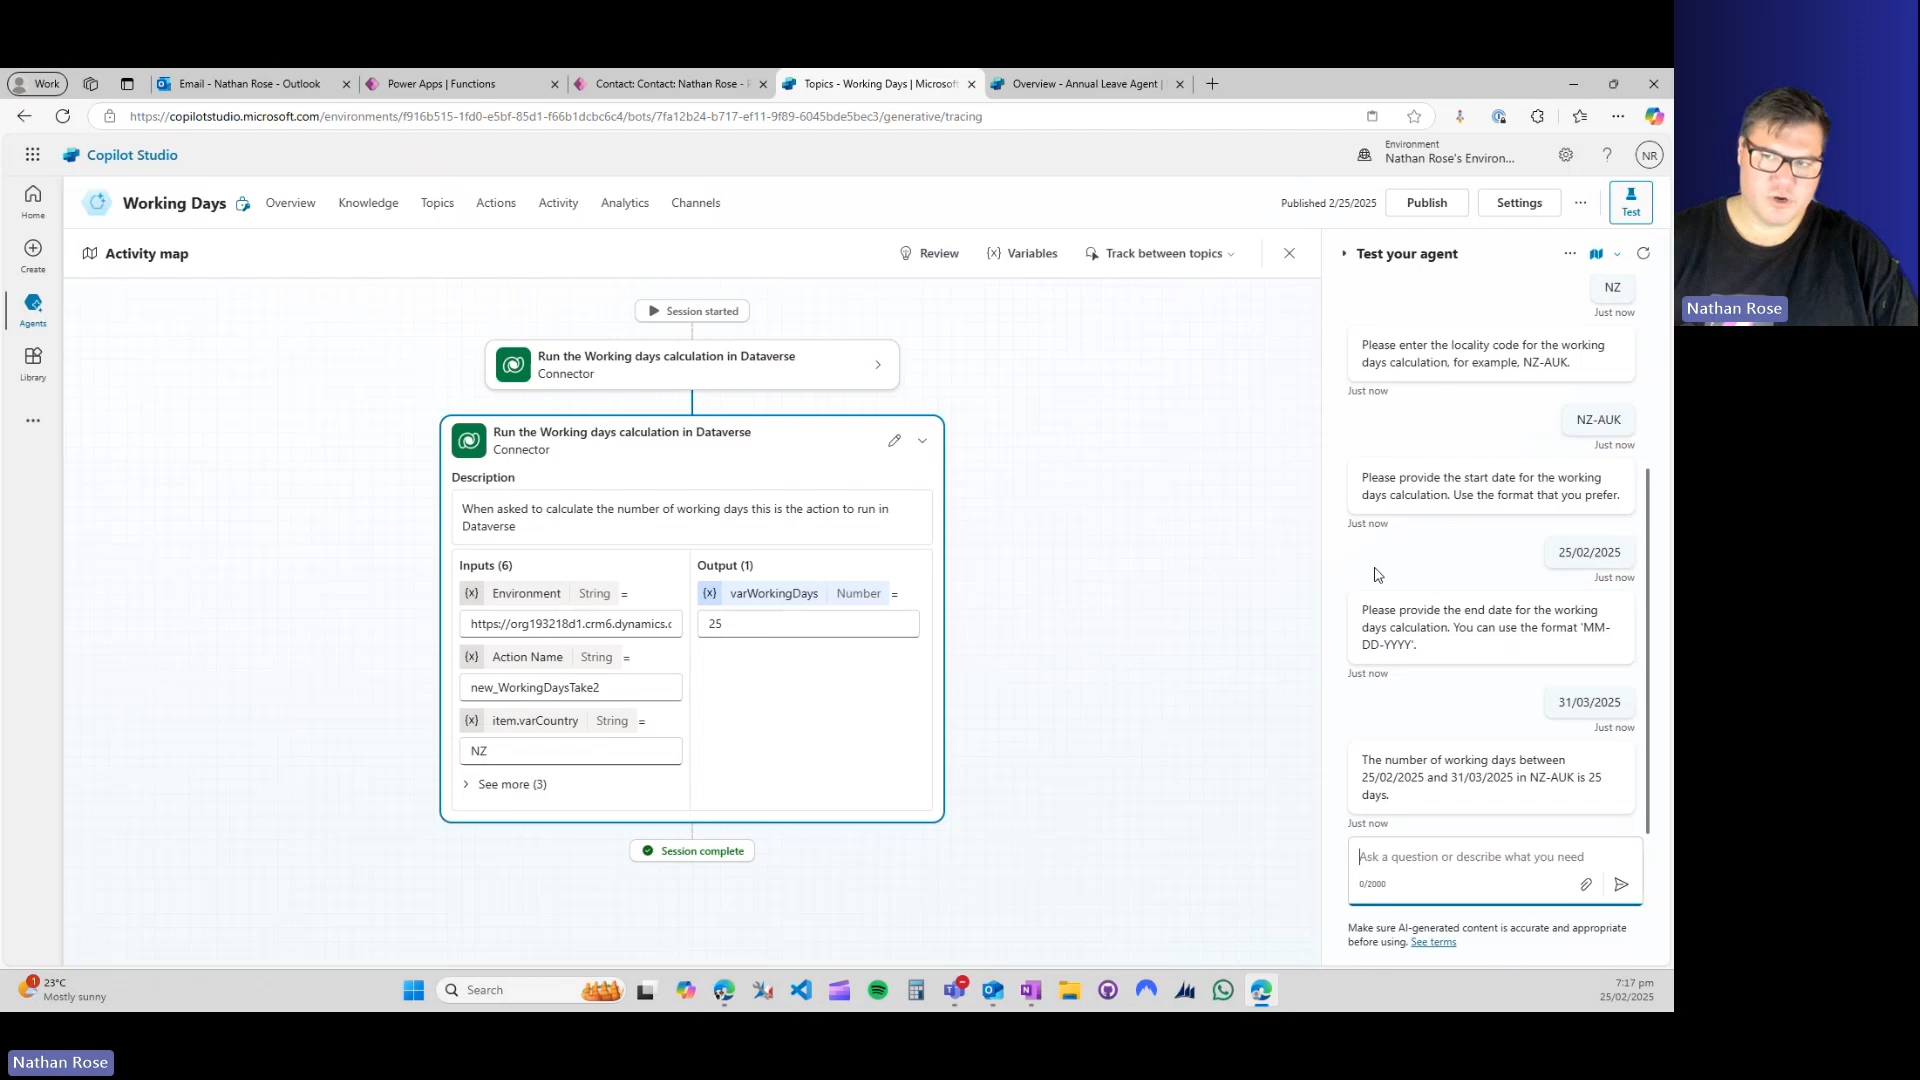 Work
Email - Nathan Rose - Outlook
Power Apps | Functions
Contact: Contact: Nathan Rose - P
Topics - Working Days | Microsoft
Overview - Annual Leave Agent |
https://copilotstudio.microsoft.com/environments/f916b515-1fd0-e5bf-85d1-f66b1dcbc6c4/bots/7fa12b24-b717-ef11-9f89-6045bde5bec3/generative/tracing
Copilot Studio
Environment
Nathan Rose's Environ...
NR
Home
Create
Agents
Library
Working Days
Overview
Knowledge
Topics
Actions
Activity
Analytics
Channels
Published 2/25/2025
Publish
Settings
Test
Activity map
Review
{x} Variables
Track between topics
Session started
Run the Working days calculation in Dataverse
Connector
Run the Working days calculation in Dataverse
Connector
Description
When asked to calculate the number of working days this is the action to run in
Dataverse
Inputs (6)
{x} Environment String =
https://org193218d1.crm6.dynamics.c
{x} Action Name String =
new_WorkingDaysTake2
{x} item.varCountry String =
NZ
See more (3)
Output (1)
{x} varWorkingDays Number =
25
Session complete
Test your agent
NZ
Just now
Please enter the locality code for the working
days calculation, for example, NZ-AUK.
Just now
NZ-AUK
Just now
Please provide the start date for the working
days calculation. Use the format that you prefer.
Just now
25/02/2025
Just now
Please provide the end date for the working
days calculation. You can use the format 'MM-
DD-YYYY'.
Just now
31/03/2025
Just now
The number of working days between
25/02/2025 and 31/03/2025 in NZ-AUK is 25
days.
Just now
Ask a question or describe what you need
0/2000
Make sure AI-generated content is accurate and appropriate
before using. See terms
1
23°C
Mostly sunny
Search
7:17 pm
25/02/2025
Nathan Rose
Nathan Rose